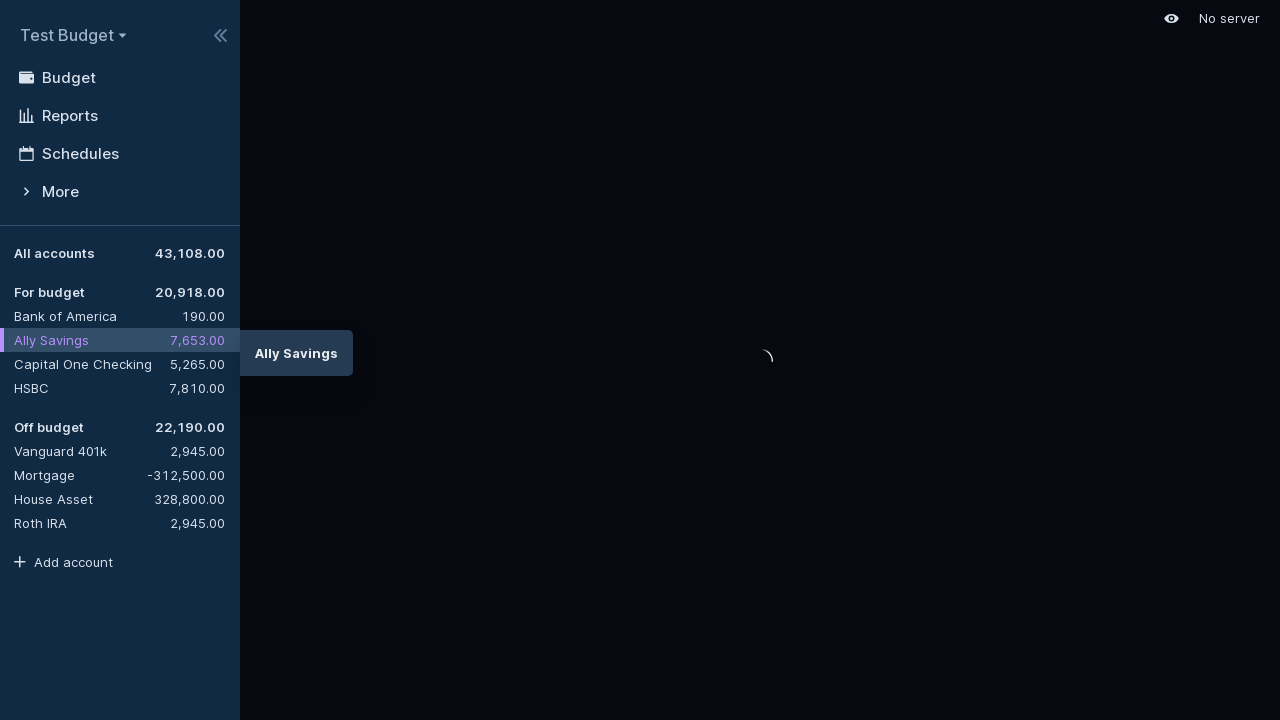 Test Budget
No server
Budget
Reports
Schedules
More
All accounts 43,108.00
For budget 20,918.00
Bank of America 190.00
Ally Savings 7,653.00
Ally Savings
Capital One Checking 5,265.00
HSBC 7,810.00
Off budget 22,190.00
Vanguard 401k 2,945.00
Mortgage -312,500.00
House Asset 328,800.00
Roth IRA 2,945.00
Add account